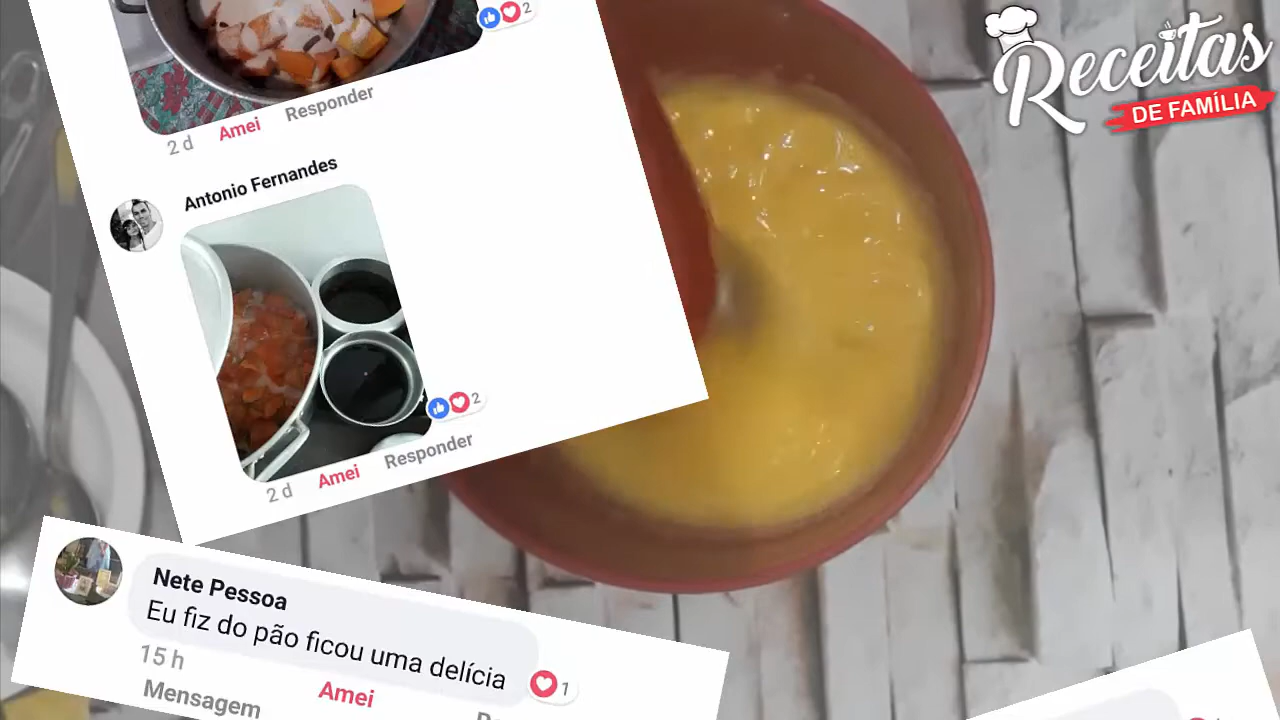 2
Receitas
DE FAMÍLIA
2 d
Amei
Responder
Antonio Fernandes
2
2 d
Amei
Responder
Nete Pessoa
Eu fiz do pão ficou uma delícia
1
15 h
Amei
Mensagem